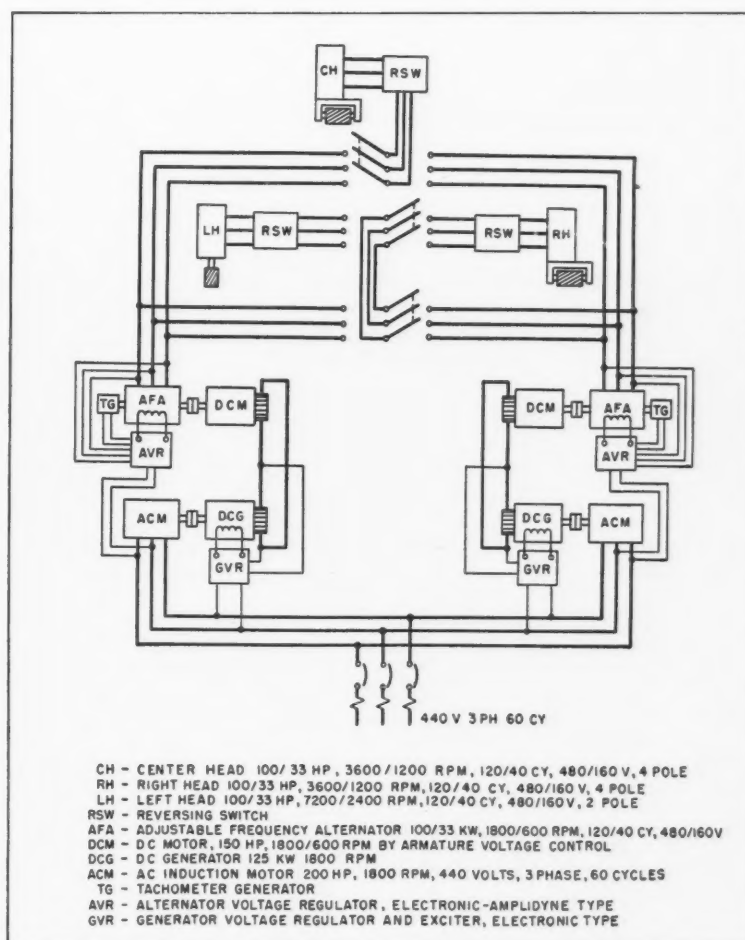 CH
RSW
LH
RSW
RSW
RH
TG
AFA
DCM
DCM
AFA
TG
AVR
AVR
ACM
DCG
DCG
ACM
GVR
GVR
440 V 3 PH 60 CY
CH - CENTER HEAD 100/33 HP, 3600/1200 RPM, 120/40 CY, 480/160 V, 4 POLE
RH - RIGHT HEAD 100/33 HP, 3600/1200 RPM, 120/40 CY, 480/160 V, 4 POLE
LH - LEFT HEAD 100/33 HP, 7200/2400 RPM, 120/40 CY, 480/160 V, 2 POLE
RSW - REVERSING SWITCH
AFA - ADJUSTABLE FREQUENCY ALTERNATOR 100/33 KW, 1800/600 RPM, 120/40 CY, 480/160V
DCM - DC MOTOR, 150 HP, 1800/600 RPM BY ARMATURE VOLTAGE CONTROL
DCG - DC GENERATOR 125 KW 1800 RPM
ACM - AC INDUCTION MOTOR 200 HP, 1800 RPM, 440 VOLTS, 3 PHASE, 60 CYCLES
TG - TACHOMETER GENERATOR
AVR - ALTERNATOR VOLTAGE REGULATOR, ELECTRONIC-AMPLIDYNE TYPE
GVR - GENERATOR VOLTAGE REGULATOR AND EXCITER, ELECTRONIC TYPE